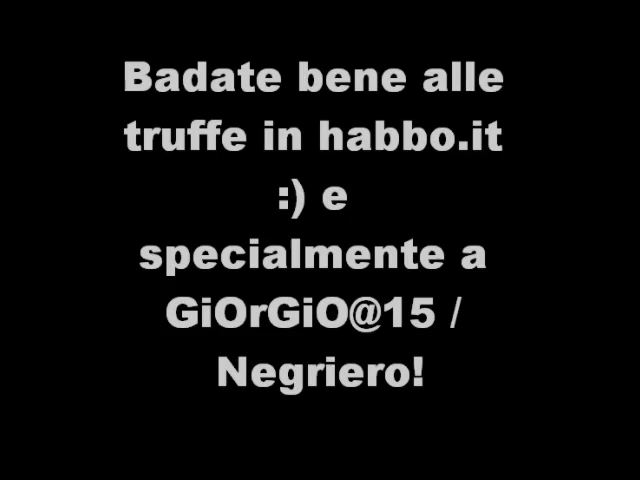 Badate bene alle
truffe in habbo.it
:) e
specialmente a
GiOrGiO@15 /
Negriero!